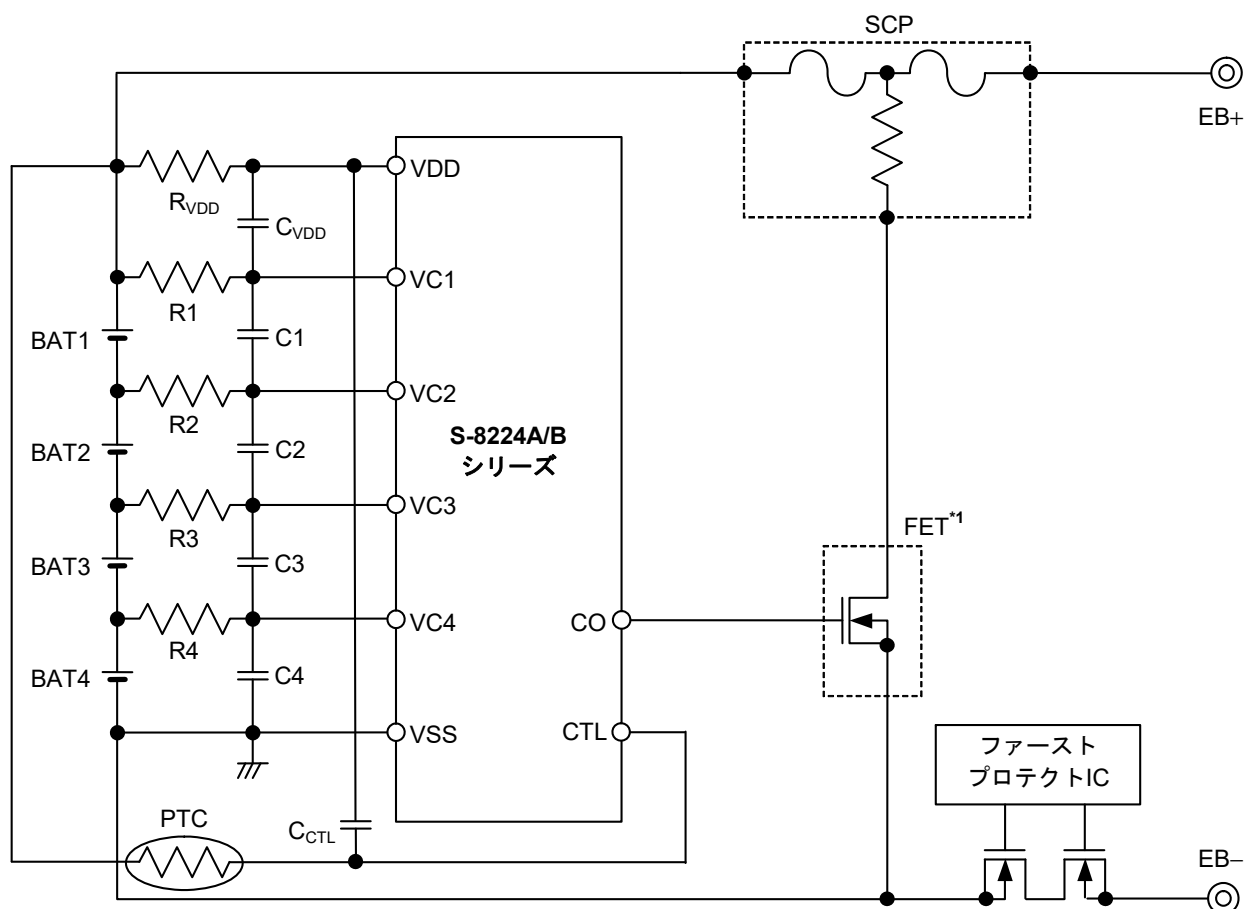 SCP
EB+
VDD
RVDD
CVDD
VC1
R1
C1
BAT1
VC2
R2
C2
BAT2
S-8224A/B
シリーズ
VC3
R3
C3
BAT3
FET*1
VC4
R4
C4
BAT4
CO
VSS
CTL
ファースト
プロテクトIC
PTC
CCTL
EB−